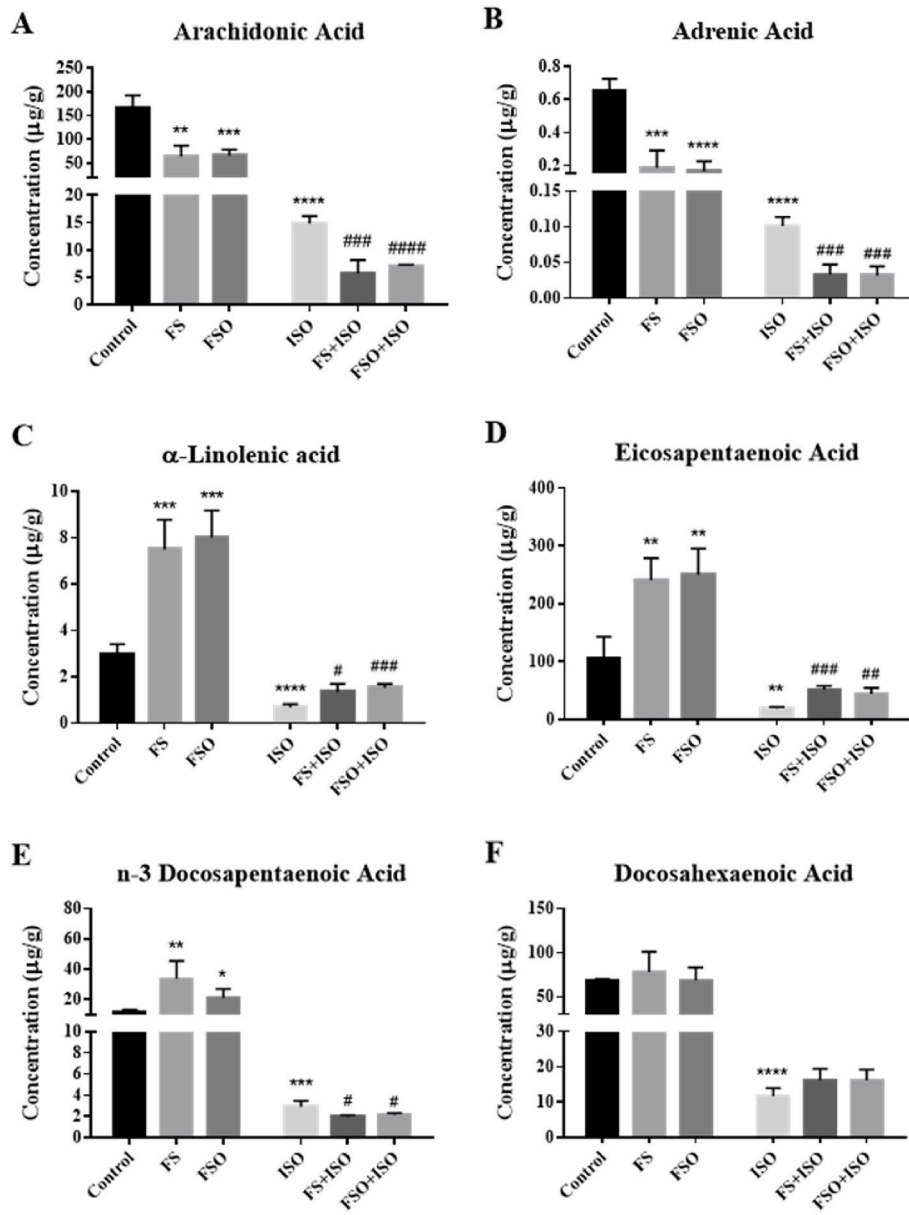 A
Arachidonic Acid
Concentration (µg/g)
250
200
150
100
50
20
15
10
5
0
**
***
****
###
####
Control
FS
FSO
ISO
FS+ISO
FSO+ISO
B
Adrenic Acid
Concentration (µg/g)
0.8
0.6
0.4
0.2
0.15
0.10
0.05
0.00
***
****
****
###
###
Control
FS
FSO
ISO
FS+ISO
FSO+ISO
C
α-Linolenic acid
Concentration (µg/g)
10
8
6
4
2
0
***
***
****
#
###
Control
FS
FSO
ISO
FS+ISO
FSO+ISO
D
Eicosapentaenoic Acid
Concentration (µg/g)
400
300
200
100
0
**
**
**
###
##
Control
FS
FSO
ISO
FS+ISO
FSO+ISO
E
n-3 Docosapentaenoic Acid
Concentration (µg/g)
80
60
40
20
10
8
6
4
2
0
**
*
***
#
#
Control
FS
FSO
ISO
FS+ISO
FSO+ISO
F
Docosahexaenoic Acid
Concentration (µg/g)
150
100
50
30
20
10
0
****
Control
FS
FSO
ISO
FS+ISO
FSO+ISO